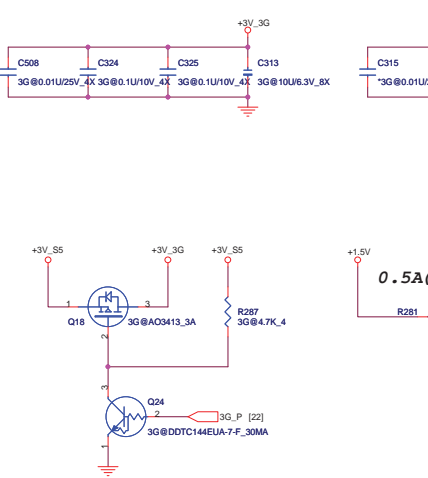 +3V_3G
C508 C324 C325 C313 C315
3G@0.01U/25V_4X 3G@0.1U/10V_4X 3G@0.1U/10V_4X 3G@10U/6.3V_8X *3G@0.01U/
+3V_S5 +3V_3G +3V_S5 +1.5V
0.5A(
1 3 R287 R281
Q18 3G@AO3413_3A 3G@4.7K_4
2
3
Q24
2 3G_P [22]
3G@DDTC144EUA-7-F_30MA
1